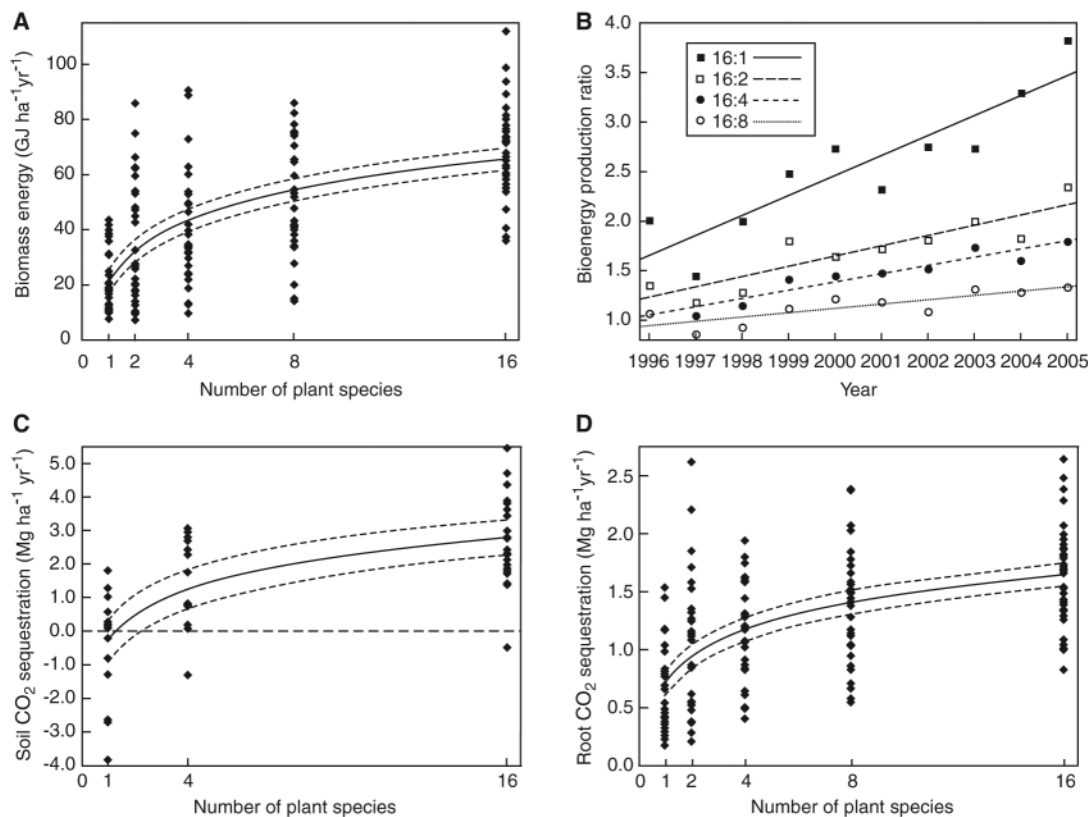 A
Biomass energy (GJ ha⁻¹yr⁻¹)
100
80
60
40
20
0
0 1 2 4 8 16
Number of plant species
B
Bioenergy production ratio
4.0
3.5
3.0
2.5
2.0
1.5
1.0
16:1
16:2
16:4
16:8
1996 1997 1998 1999 2000 2001 2002 2003 2004 2005
Year
C
Soil CO₂ sequestration (Mg ha⁻¹ yr⁻¹)
5.0
4.0
3.0
2.0
1.0
0.0
-1.0
-2.0
-3.0
-4.0
0 1 4 16
Number of plant species
D
Root CO₂ sequestration (Mg ha⁻¹yr⁻¹)
2.5
2.0
1.5
1.0
0.5
0.0
0 1 2 4 8 16
Number of plant species